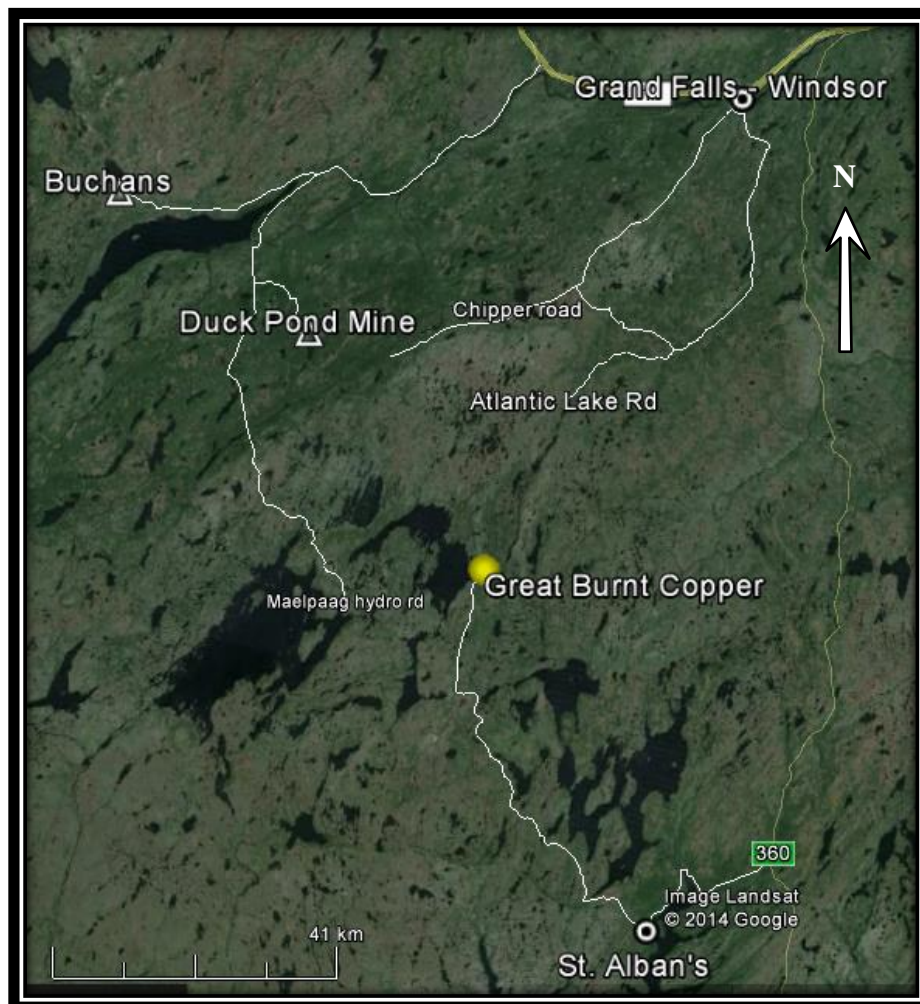 Grand Falls - Windsor
Buchans
N
Chipper road
Duck Pond Mine
Atlantic Lake Rd
Great Burnt Copper
Maelpaag hydro rd
360
Image Landsat
© 2014 Google
41 km
St. Alban's